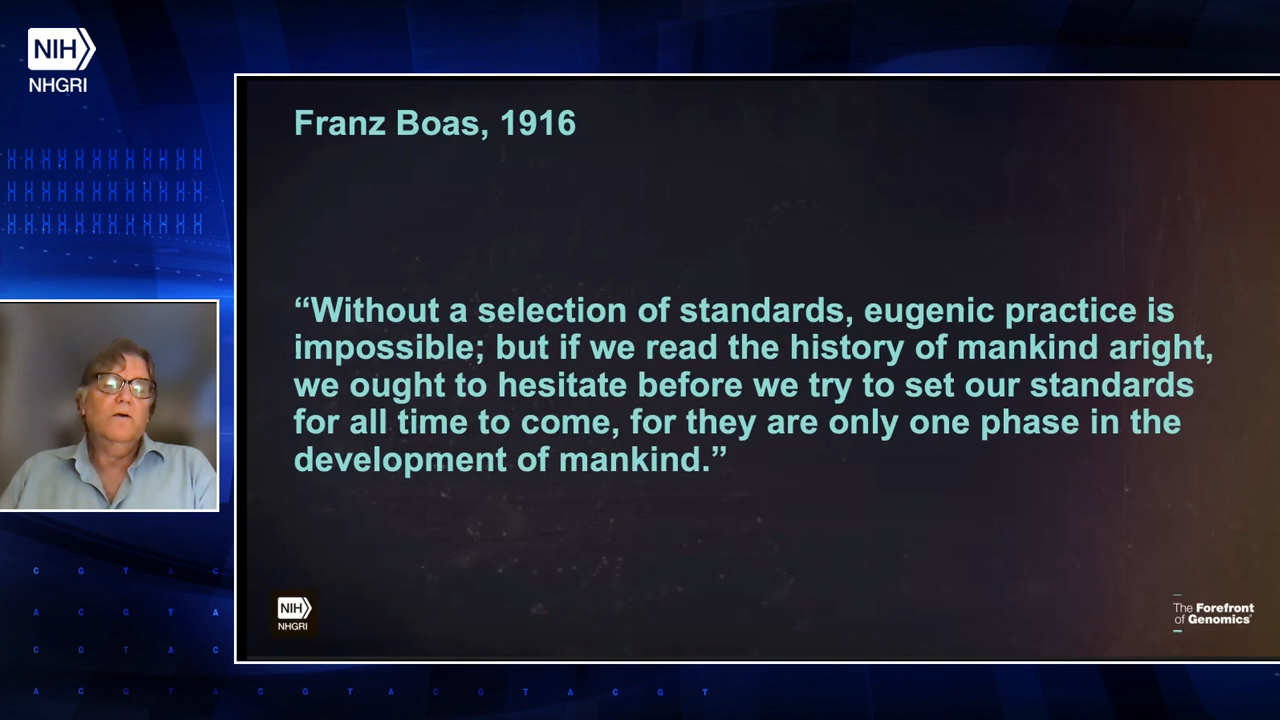 NIH
NHGRI
Franz Boas, 1916
“Without a selection of standards, eugenic practice is
impossible; but if we read the history of mankind aright,
we ought to hesitate before we try to set our standards
for all time to come, for they are only one phase in the
development of mankind.”
NIH
NHGRI
The Forefront
of Genomics®
C G T A C
A C G T A
C G T A C
A C G T A C G T A C G T A C G T